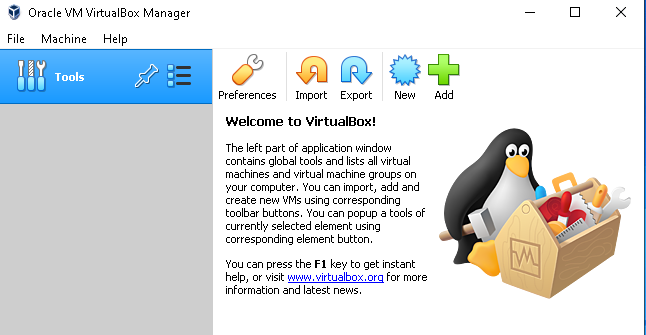 Oracle VM VirtualBox Manager
File Machine Help
Tools
Preferences Import Export New Add
Welcome to VirtualBox!
The left part of application window
contains global tools and lists all virtual
machines and virtual machine groups on
your computer. You can import, add and
create new VMs using corresponding
toolbar buttons. You can popup a tools of
currently selected element using
corresponding element button.
You can press the F1 key to get instant
help, or visit www.virtualbox.org for more
information and latest news.
VM